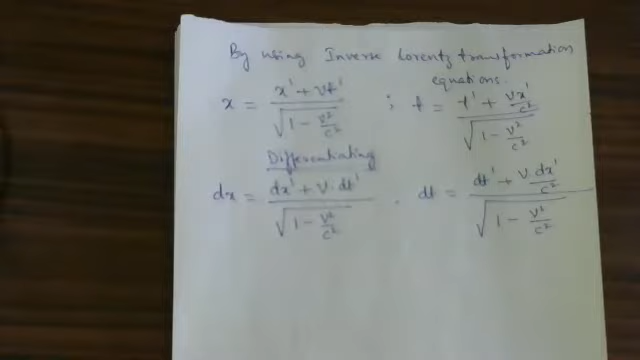 By using Inverse Lorentz transformation
equations.
x = (x' + vt') / √(1 - v²/c²) ; t = (t' + vx'/c²) / √(1 - v²/c²)
Differentiating
dx = (dx' + v·dt') / √(1 - v²/c²) , dt = (dt' + v·dx'/c²) / √(1 - v²/c²)